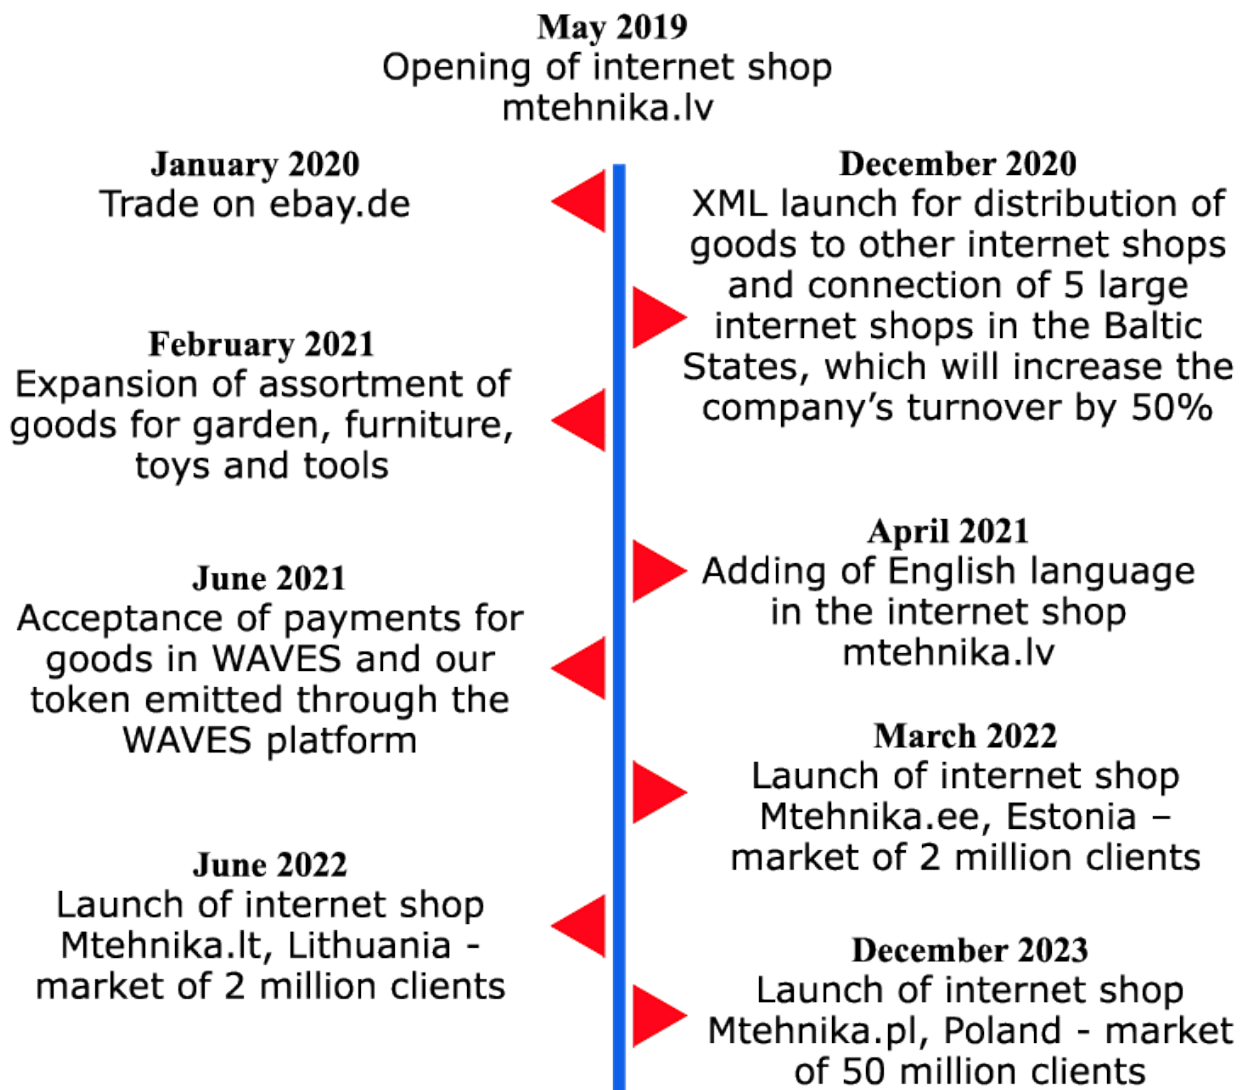 May 2019
Opening of internet shop
mtehnika.lv
January 2020
Trade on ebay.de
December 2020
XML launch for distribution of
goods to other internet shops
and connection of 5 large
internet shops in the Baltic
States, which will increase the
company’s turnover by 50%
February 2021
Expansion of assortment of
goods for garden, furniture,
toys and tools
April 2021
Adding of English language
in the internet shop
mtehnika.lv
June 2021
Acceptance of payments for
goods in WAVES and our
token emitted through the
WAVES platform
March 2022
Launch of internet shop
Mtehnika.ee, Estonia –
market of 2 million clients
June 2022
Launch of internet shop
Mtehnika.lt, Lithuania -
market of 2 million clients
December 2023
Launch of internet shop
Mtehnika.pl, Poland - market
of 50 million clients